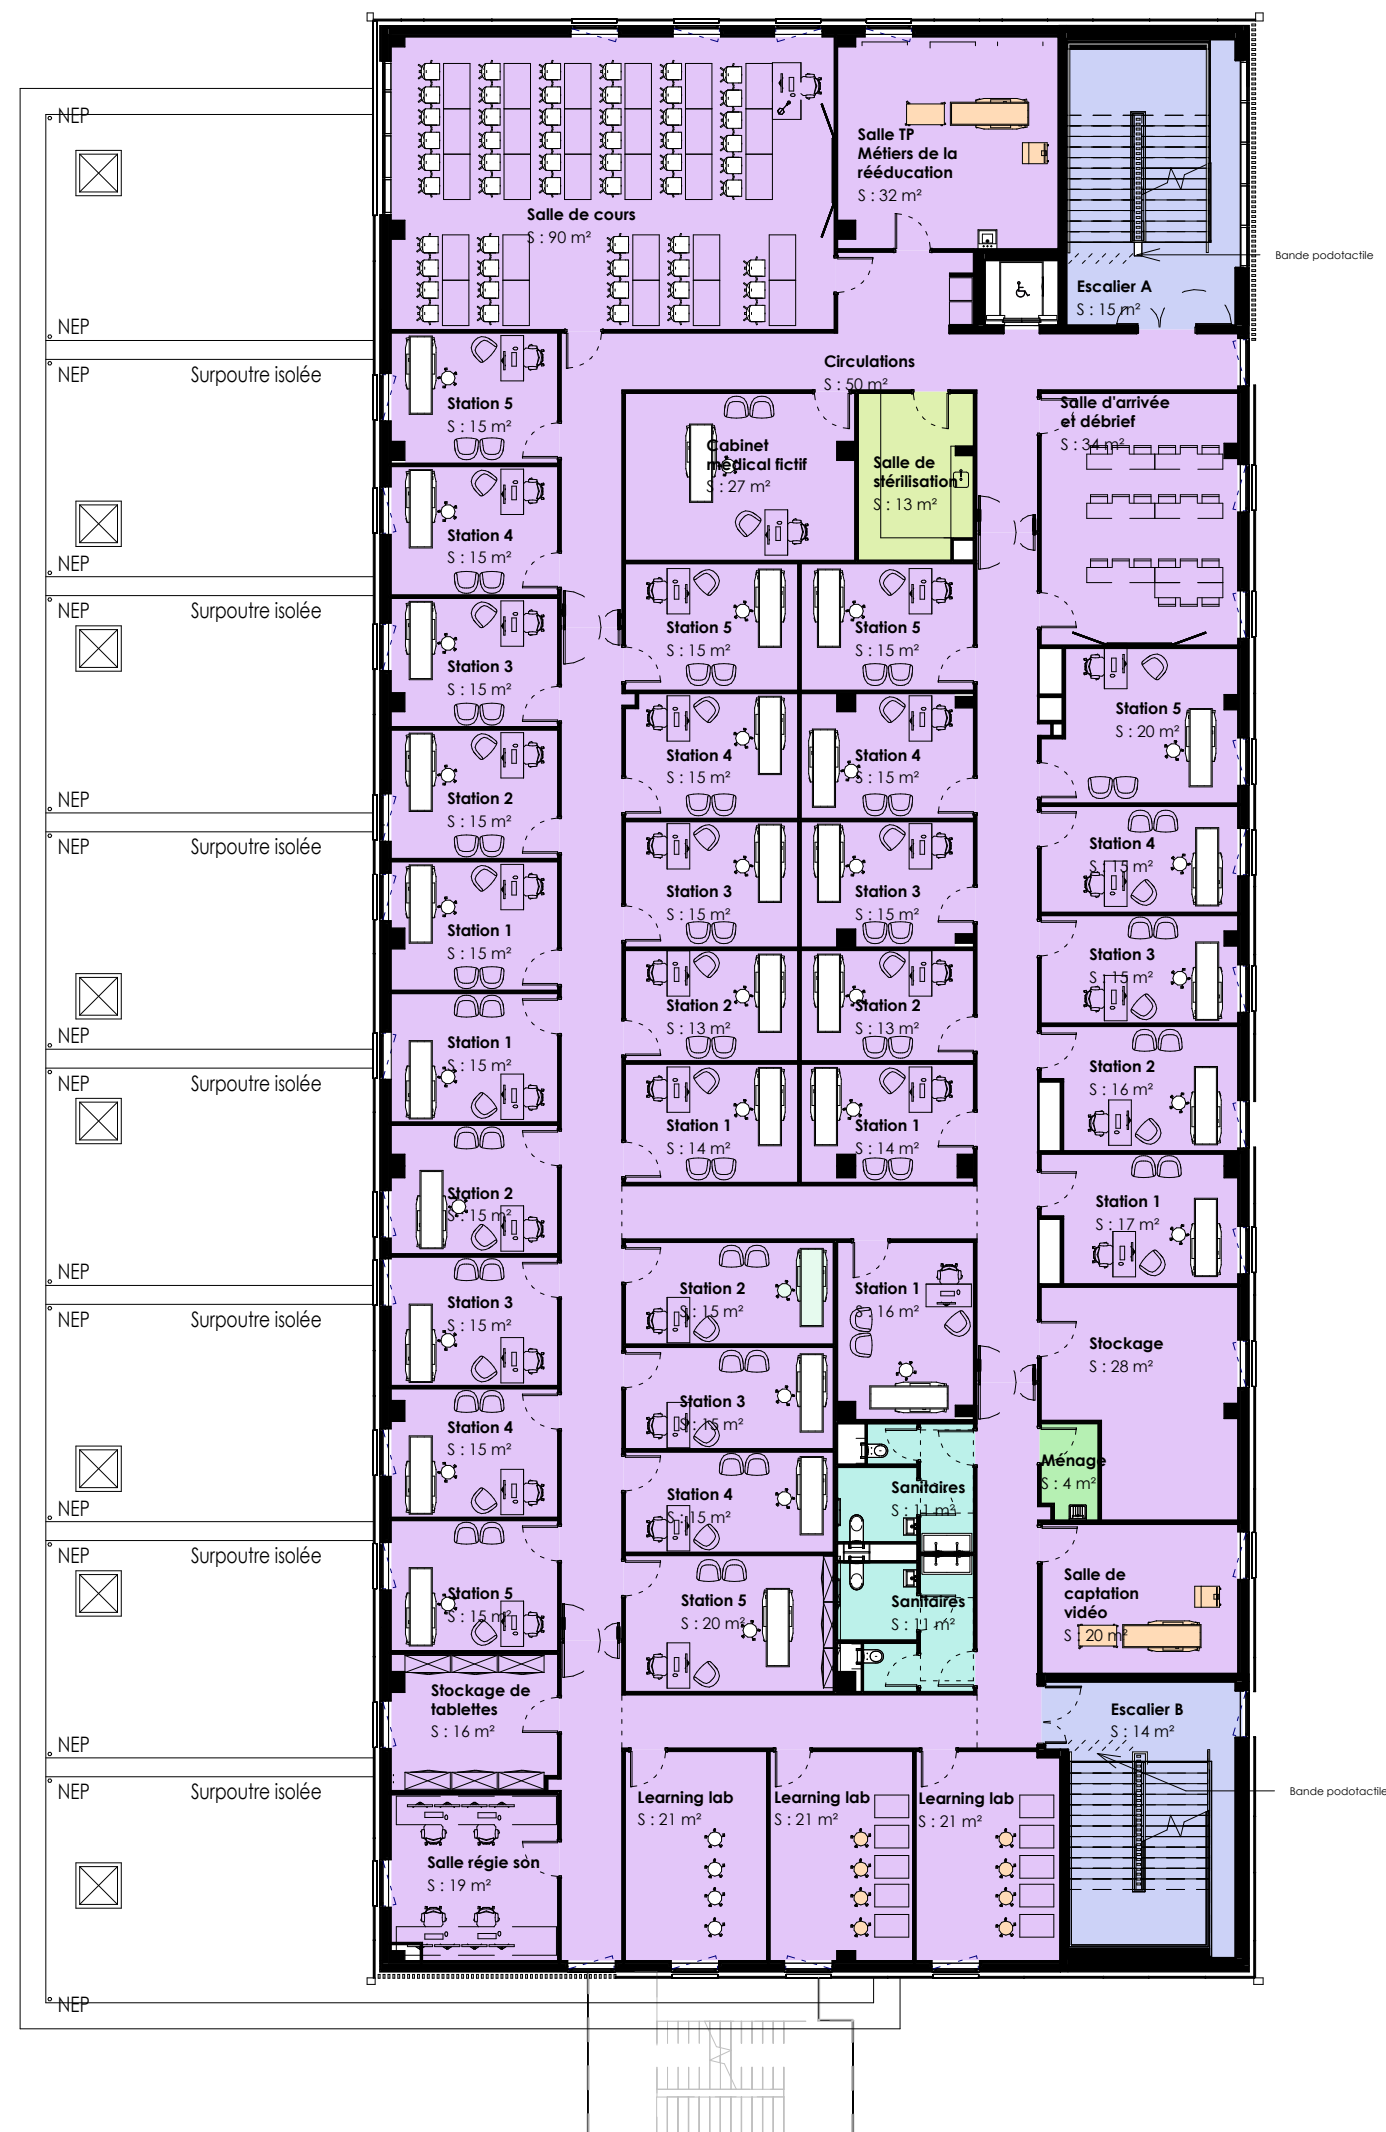 NEP
NEP
NEP
Surpoutre isolée
NEP
NEP
Surpoutre isolée
NEP
NEP
Surpoutre isolée
NEP
NEP
Surpoutre isolée
NEP
NEP
Surpoutre isolée
NEP
NEP
Surpoutre isolée
NEP
NEP
Surpoutre isolée
NEP
Salle de cours
S : 90 m²
Salle TP
Métiers de la
rééducation
S : 32 m²
Bande podotactile
Escalier A
S : 15 m²
Circulations
S : 50 m²
Station 5
S : 15 m²
Station 4
S : 15 m²
Station 3
S : 15 m²
Station 2
S : 15 m²
Station 1
S : 15 m²
Station 1
S : 15 m²
Station 2
S : 15 m²
Station 3
S : 15 m²
Station 4
S : 15 m²
Station 5
S : 15 m²
Stockage de
tablettes
S : 16 m²
Salle régie son
S : 19 m²
Cabinet
médical fictif
S : 27 m²
Salle de
stérilisation
S : 13 m²
Station 5
S : 15 m²
Station 5
S : 15 m²
Station 4
S : 15 m²
Station 4
S : 15 m²
Station 3
S : 15 m²
Station 3
S : 15 m²
Station 2
S : 13 m²
Station 2
S : 13 m²
Station 1
S : 14 m²
Station 1
S : 14 m²
Station 2
S : 15 m²
Station 1
S : 16 m²
Station 3
S : 15 m²
Station 4
S : 15 m²
Station 5
S : 20 m²
Sanitaires
S : 11 m²
Sanitaires
S : 11 m²
Salle d'arrivée
et débrief
S : 34 m²
Station 5
S : 20 m²
Station 4
S : 15 m²
Station 3
S : 15 m²
Station 2
S : 16 m²
Station 1
S : 17 m²
Stockage
S : 28 m²
Ménage
S : 4 m²
Salle de
captation
vidéo
S : 20 m²
Escalier B
S : 14 m²
Bande podotactile
Learning lab
S : 21 m²
Learning lab
S : 21 m²
Learning lab
S : 21 m²